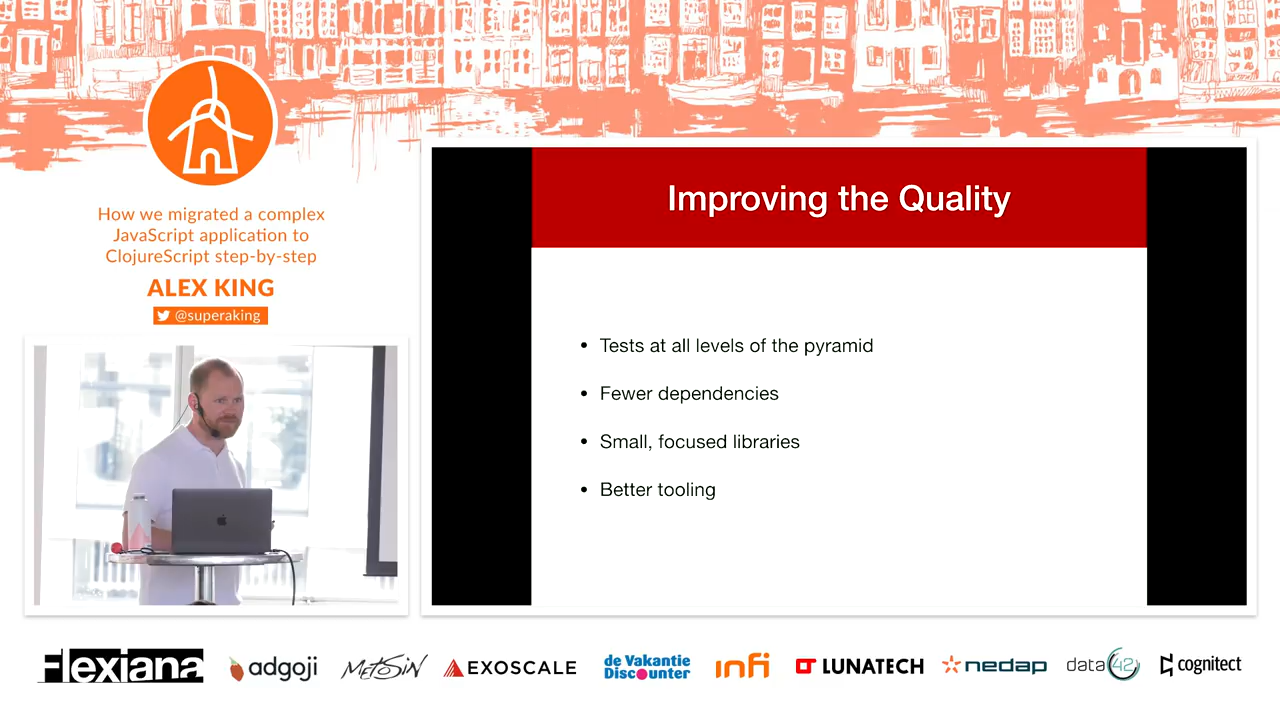 How we migrated a complex
JavaScript application to
ClojureScript step-by-step
ALEX KING
@superaking
Improving the Quality
• Tests at all levels of the pyramid
• Fewer dependencies
• Small, focused libraries
• Better tooling
Flexiana
adgoji
METOSIN
EXOSCALE
de Vakantie
Discounter
infi
LUNATECH
nedap
data 42
cognitect